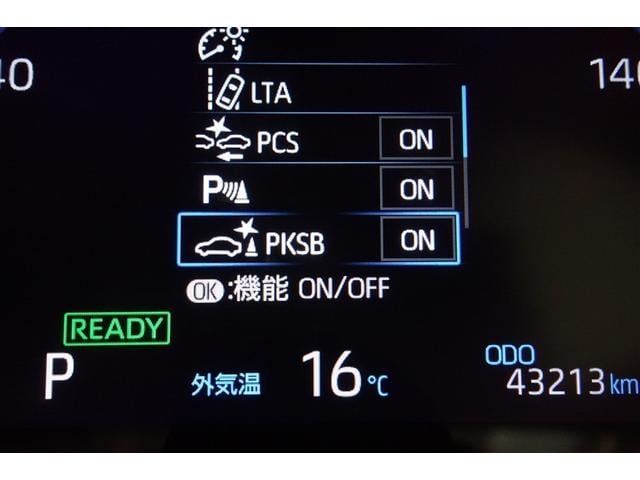 40
140
LTA
PCS ON
P ON
PKSB ON
OK:機能 ON/OFF
READY
P
外気温 16℃
ODO
43213km